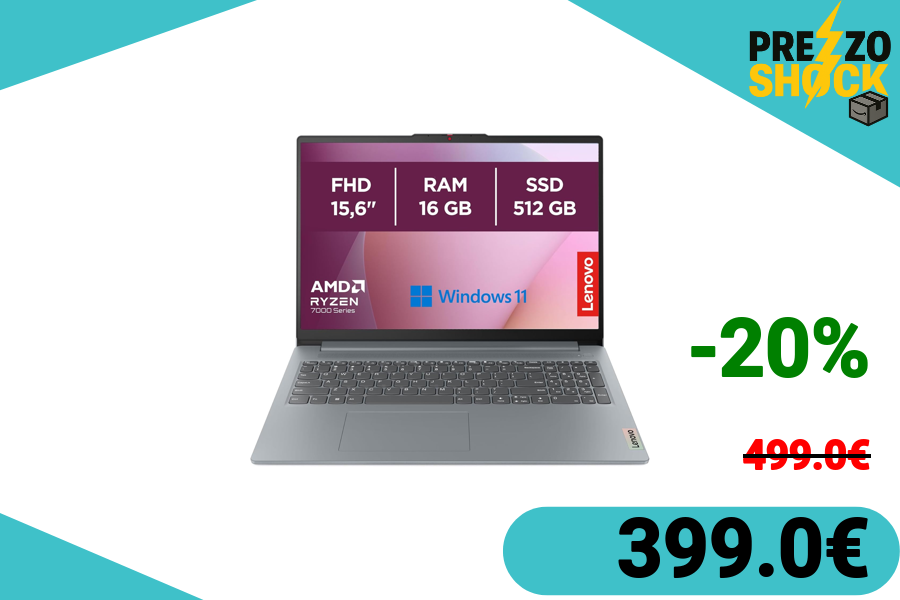 PREZZO
SHOCK
FHD
15,6"
RAM
16 GB
SSD
512 GB
AMD
RYZEN
7000 Series
Windows 11
Lenovo
Lenovo
-20%
499.0€
399.0€